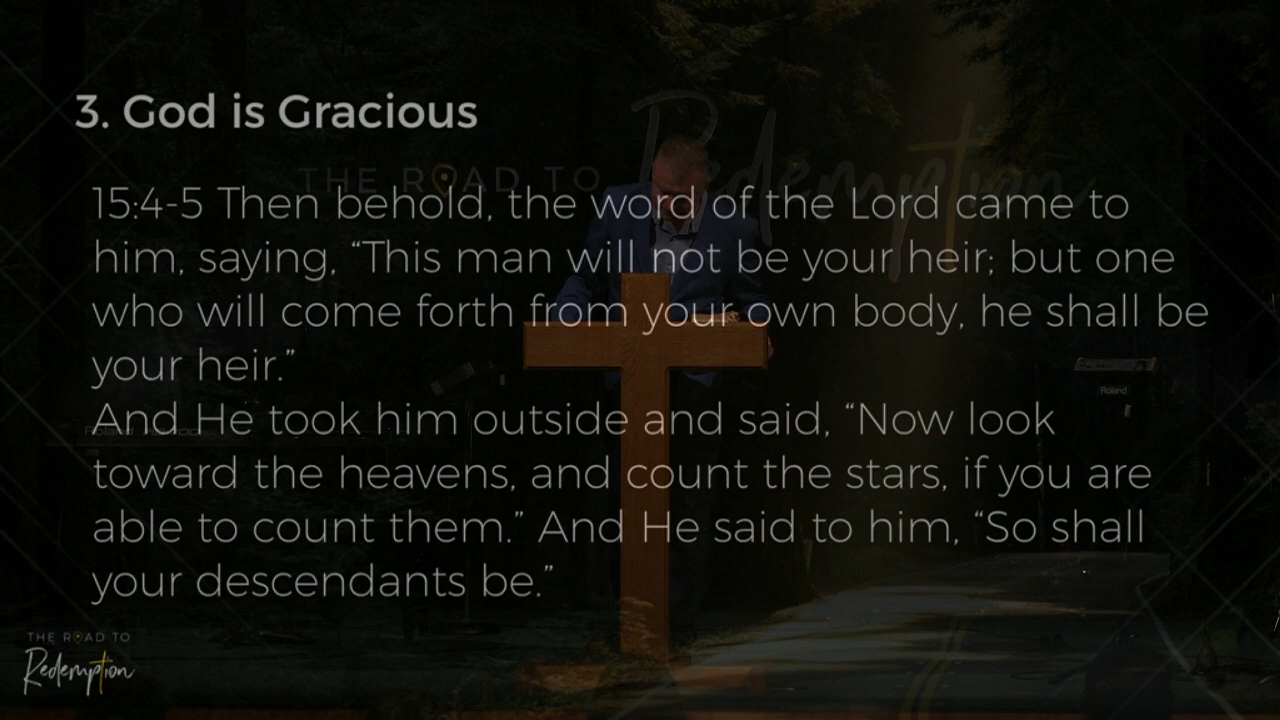 3. God is Gracious
THE ROAD TO
Redemption
15:4-5 Then behold, the word of the Lord came to
him, saying, “This man will not be your heir; but one
who will come forth from your own body, he shall be
your heir.”
Roland
And He took him outside and said, “Now look
Roland
toward the heavens, and count the stars, if you are
able to count them.” And He said to him, “So shall
your descendants be.”
THE ROAD TO
Redemption